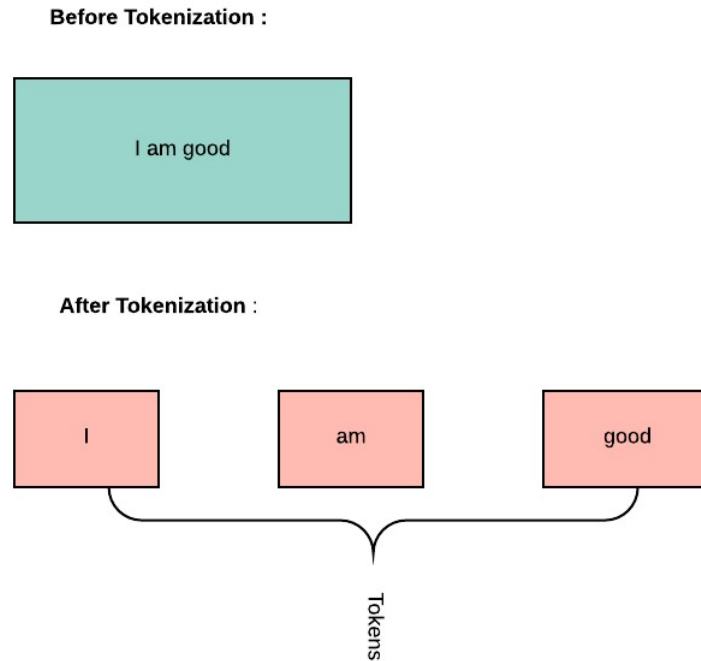 Before Tokenization :
I am good
After Tokenization :
I
am
good
Tokens